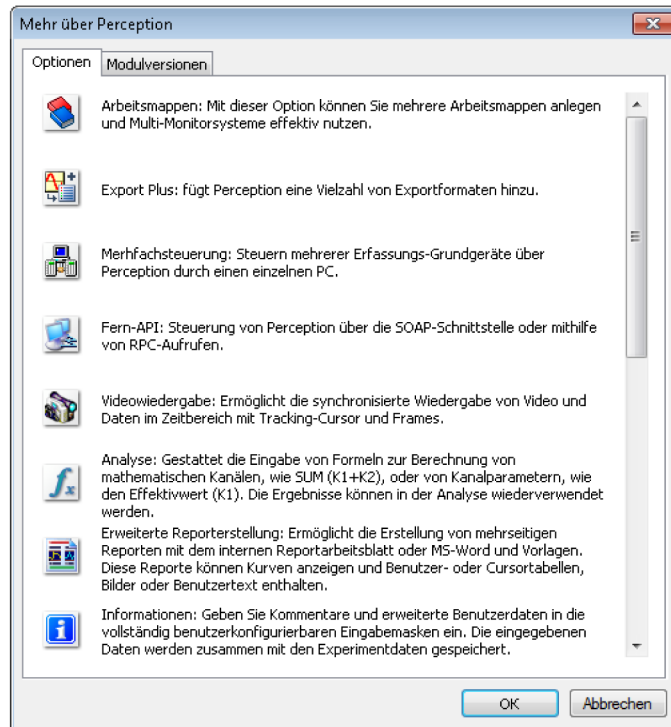 Mehr über Perception
Optionen
Modulversionen
Arbeitsmappen: Mit dieser Option können Sie mehrere Arbeitsmappen anlegen
und Multi-Monitorsysteme effektiv nutzen.
Export Plus: fügt Perception eine Vielzahl von Exportformaten hinzu.
Merhfachsteuerung: Steuern mehrerer Erfassungs-Grundgeräte über
Perception durch einen einzelnen PC.
Fern-API: Steuerung von Perception über die SOAP-Schnittstelle oder mithilfe
von RPC-Aufrufen.
Videowiedergabe: Ermöglicht die synchronisierte Wiedergabe von Video und
Daten im Zeitbereich mit Tracking-Cursor und Frames.
Analyse: Gestattet die Eingabe von Formeln zur Berechnung von
mathematischen Kanälen, wie SUM (K1+K2), oder von Kanalparametern, wie
den Effektivwert (K1). Die Ergebnisse können in der Analyse wiederverwendet
werden.
Erweiterte Reporterstellung: Ermöglicht die Erstellung von mehrseitigen
Reporten mit dem internen Reportarbeitsblatt oder MS-Word und Vorlagen.
Diese Reporte können Kurven anzeigen und Benutzer- oder Cursortabellen,
Bilder oder Benutzertext enthalten.
Informationen: Geben Sie Kommentare und erweiterte Benutzerdaten in die
vollständig benutzerkonfigurierbaren Eingabemasken ein. Die eingegebenen
Daten werden zusammen mit den Experimentdaten gespeichert.
OK
Abbrechen